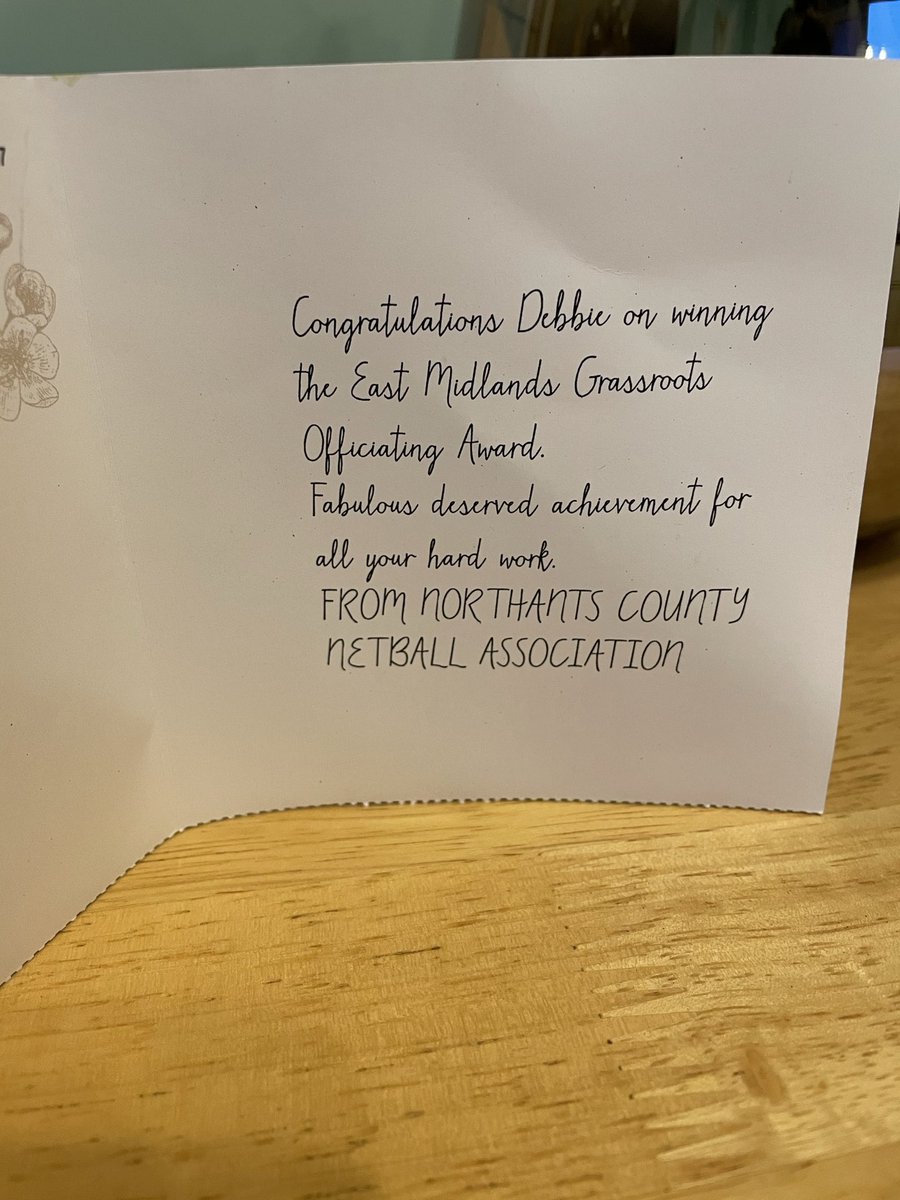 Congratulations Debbie on winning
the East Midlands Grassroots
Officiating Award.
Fabulous deserved achievement for
all your hard work.
FROM NORTHANTS COUNTY
NETBALL ASSOCIATION